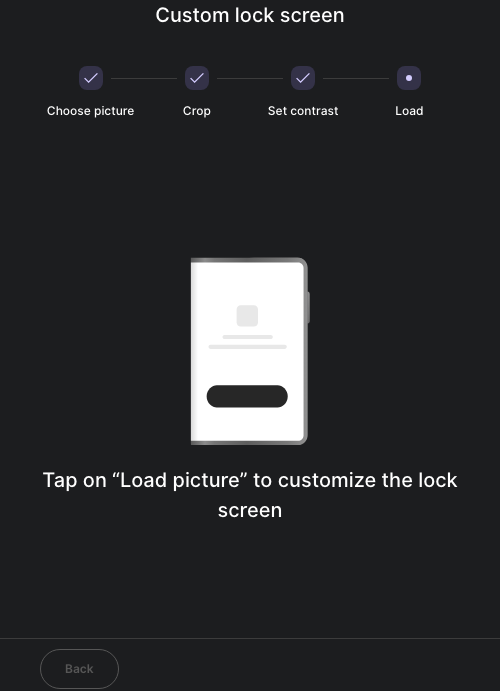 Custom lock screen
Choose picture
Crop
Set contrast
Load
Tap on “Load picture” to customize the lock
screen
Back